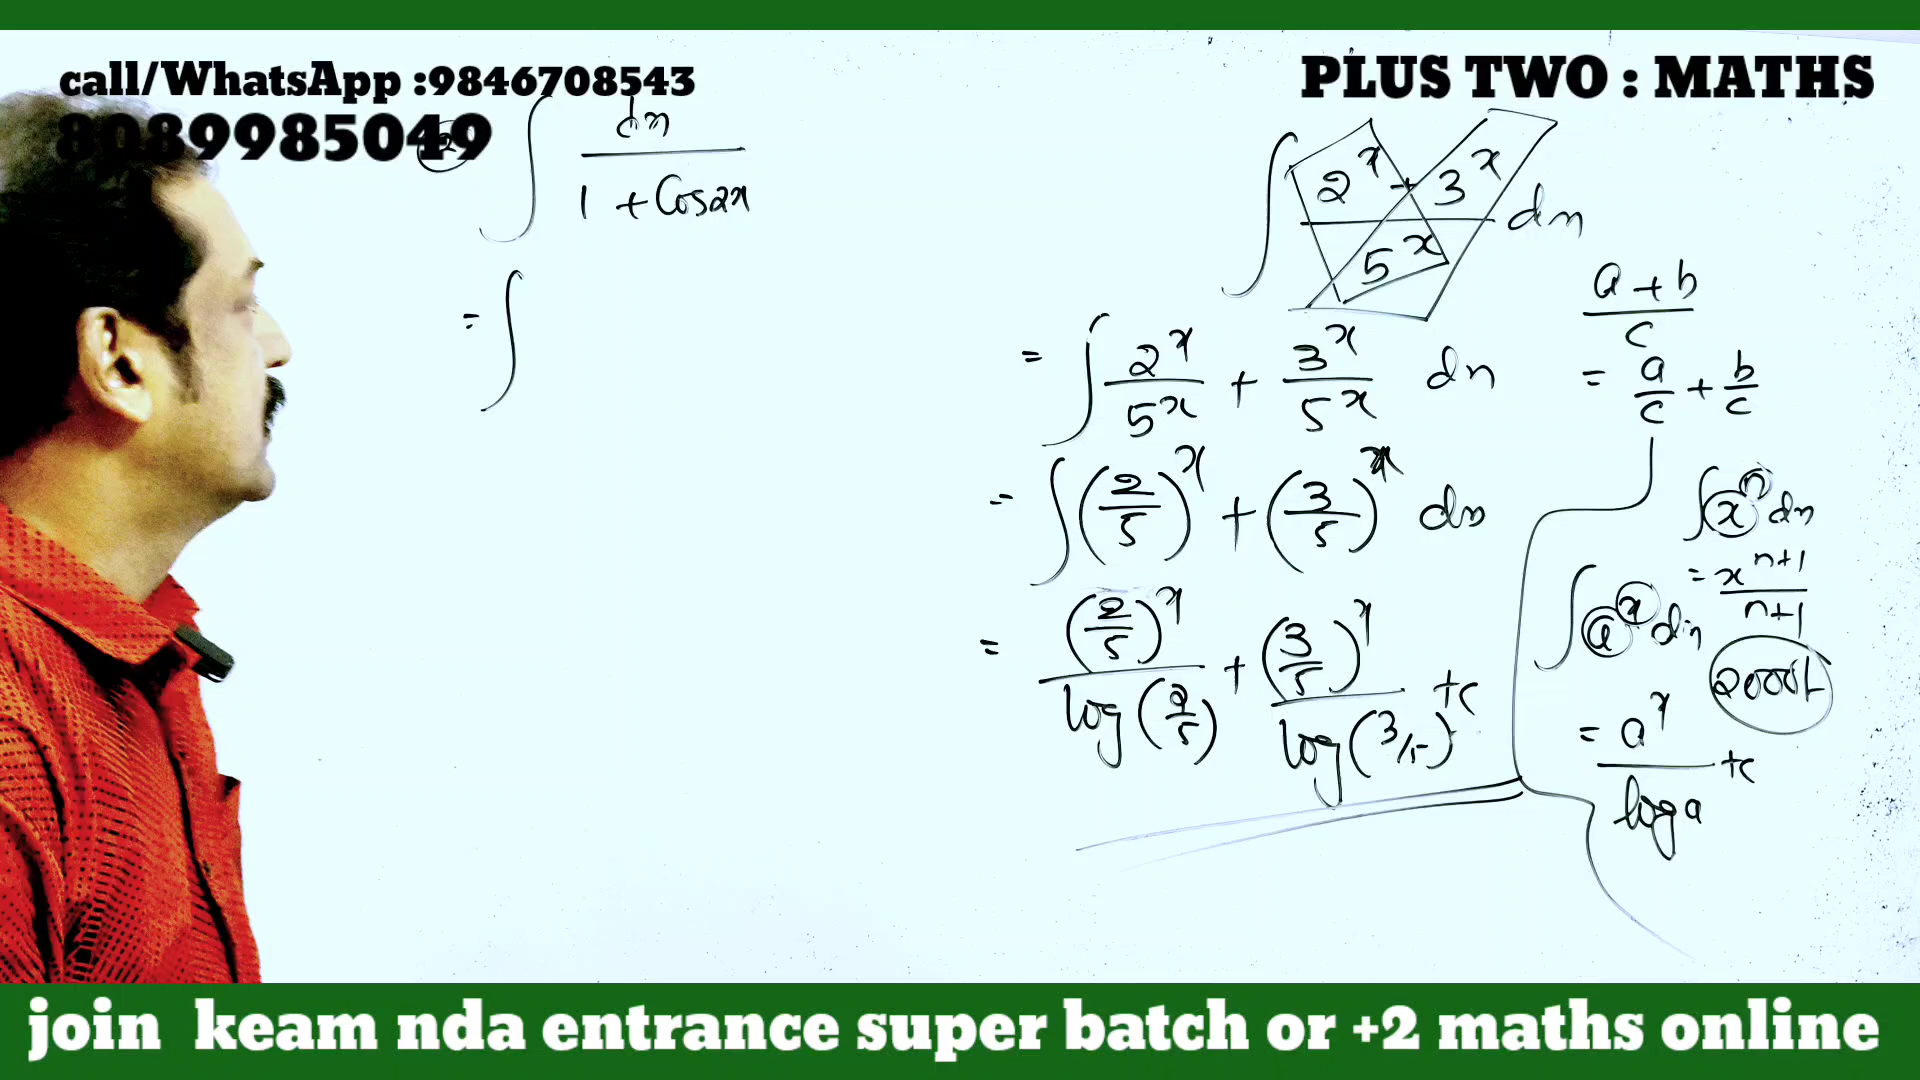 call/WhatsApp :9846708543
8089985049
PLUS TWO : MATHS
② ∫ dx / (1 + Cos2x)
= ∫
∫ (2^x + 3^x) / 5^x dx
= ∫ 2^x / 5^x + 3^x / 5^x dx
= ∫ (2/5)^x + (3/5)^x dx
= (2/5)^x / log(2/5) + (3/5)^x / log(3/5) + c
(a + b) / c
= a/c + b/c
∫ x^n dx
= x^(n+1) / (n+1)
∫ a^x dx
= a^x / log a + c
join keam nda entrance super batch or +2 maths online